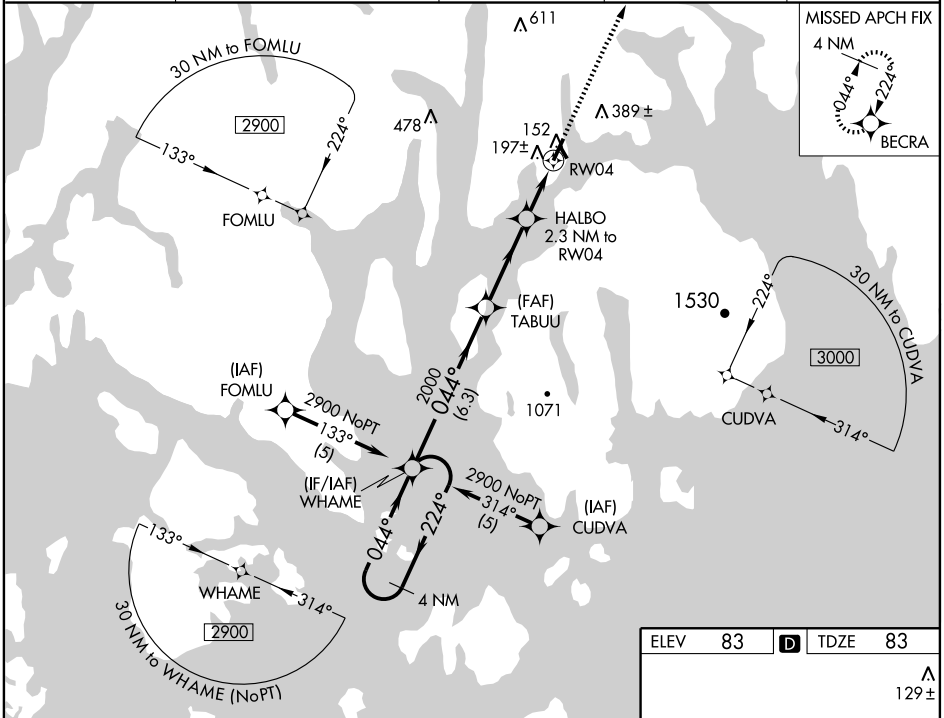 611
MISSED APCH FIX
4 NM
044°
224°
BECRA
30 NM to FOMLU
2900
224°
133°
FOMLU
478
389 ±
152
197±
RW04
HALBO
2.3 NM to
RW04
(FAF)
TABUU
1530
224°
30 NM to CUDVA
3000
CUDVA
314°
(IAF)
FOMLU
2900 NoPT
133°
(5)
2000
044°
(6.3)
1071
(IF/IAF)
WHAME
2900 NoPT
314°
(5)
(IAF)
CUDVA
044°
224°
4 NM
133°
WHAME
314°
2900
30 NM to WHAME (NoPT)
ELEV 83 D TDZE 83
129 ±